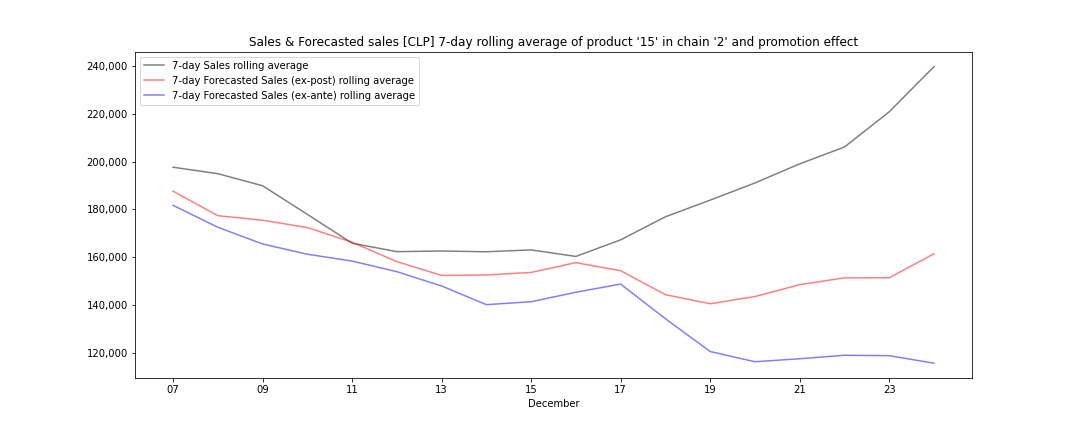 Sales & Forecasted sales [CLP] 7-day rolling average of product '15' in chain '2' and promotion effect
7-day Sales rolling average
7-day Forecasted Sales (ex-post) rolling average
7-day Forecasted Sales (ex-ante) rolling average
240,000
220,000
200,000
180,000
160,000
140,000
120,000
07 09 11 13 15 17 19 21 23
December